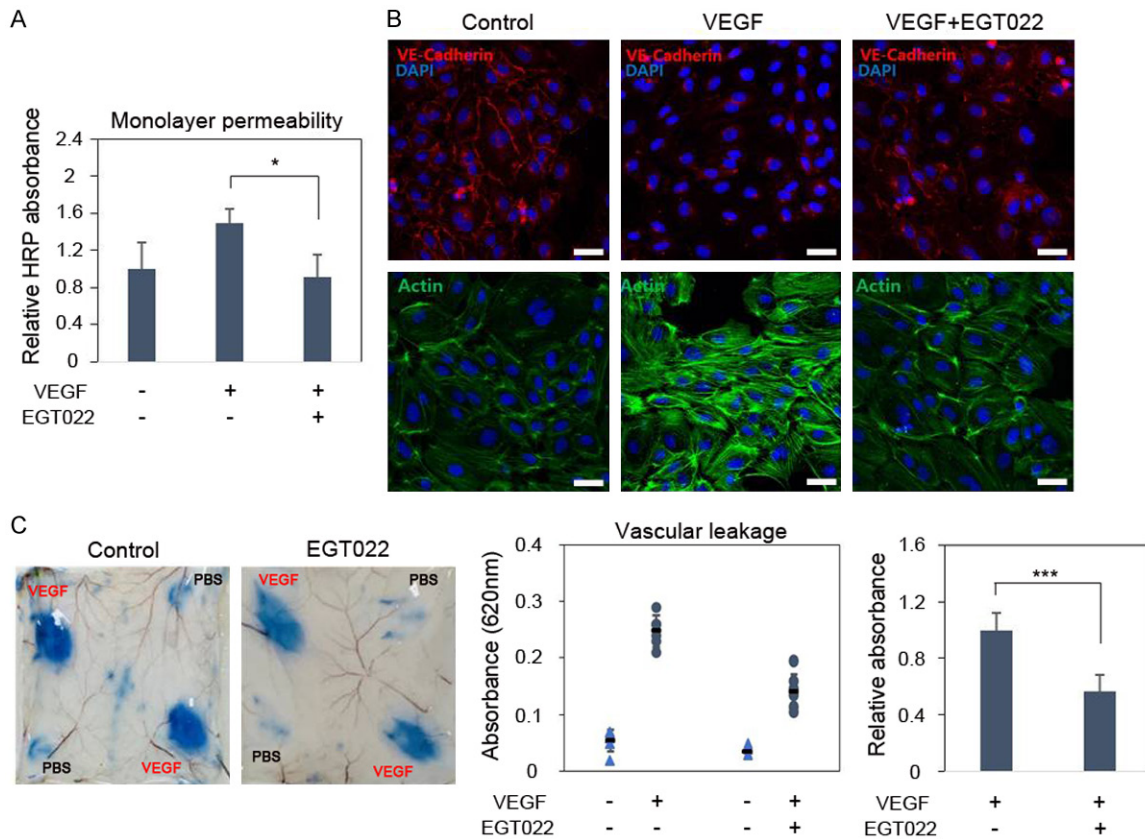 A
Monolayer permeability
Relative HRP absorbance
2.4
2
1.6
1.2
0.8
0.4
0
*
VEGF - + +
EGT022 - - +
B
Control VEGF VEGF+EGT022
VE-Cadherin VE-Cadherin VE-Cadherin
DAPI DAPI DAPI
Actin Actin Actin
C
Control EGT022
VEGF PBS VEGF PBS
PBS VEGF PBS VEGF
Vascular leakage
Absorbance (620nm)
0.4
0.3
0.2
0.1
0
VEGF - + - +
EGT022 - - - +
Relative absorbance
1.6
1.2
0.8
0.4
0
***
VEGF + +
EGT022 - +